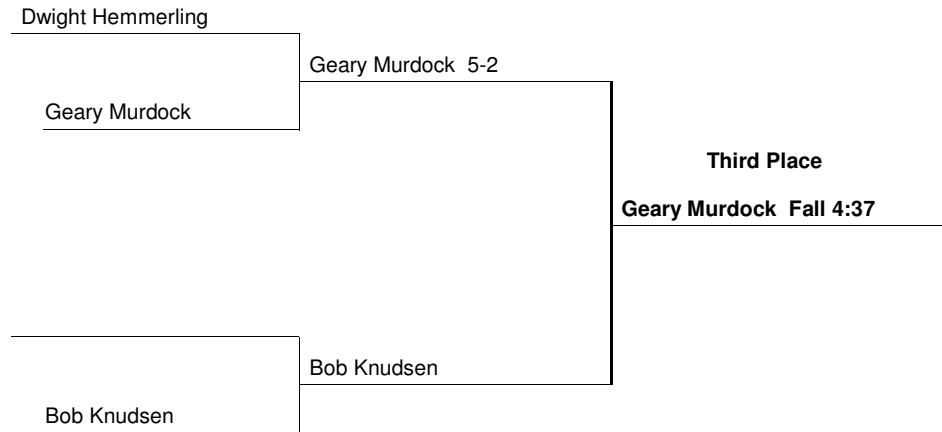 Dwight Hemmerling
Geary Murdock 5-2
Geary Murdock
Third Place
Geary Murdock Fall 4:37
Bob Knudsen
Bob Knudsen